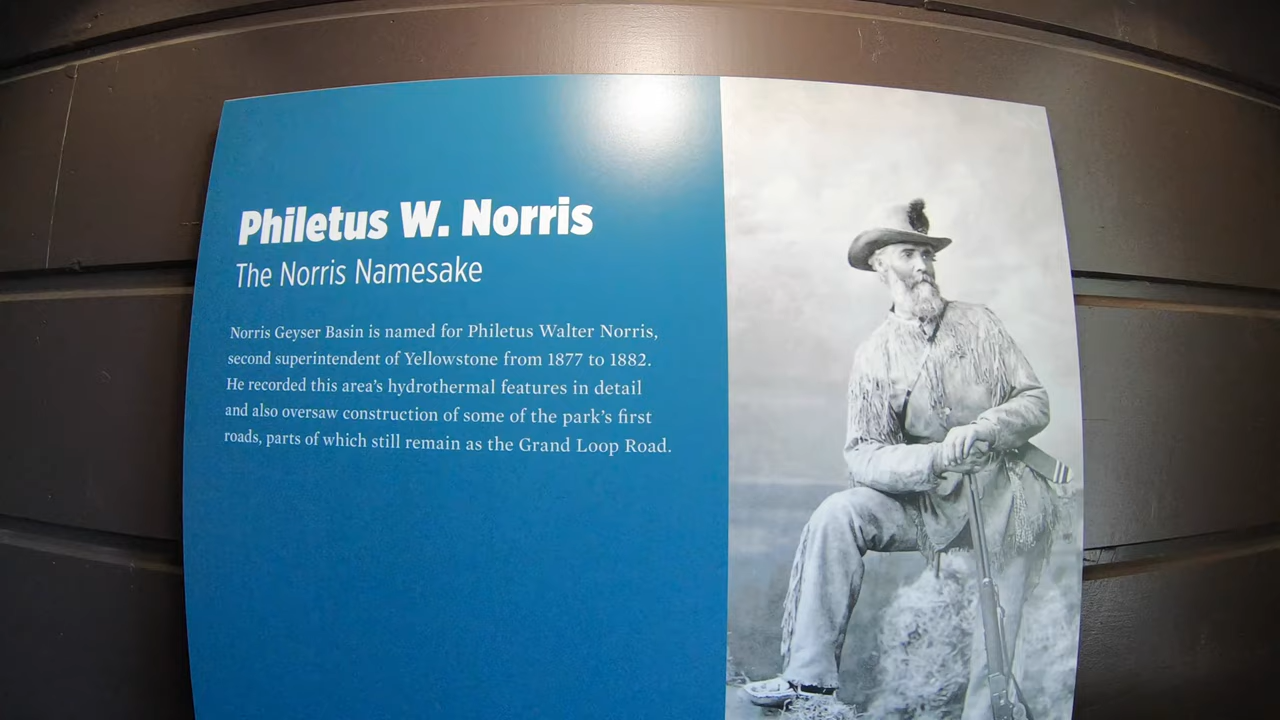 Philetus W. Norris
The Norris Namesake
Norris Geyser Basin is named for Philetus Walter Norris,
second superintendent of Yellowstone from 1877 to 1882.
He recorded this area's hydrothermal features in detail
and also oversaw construction of some of the park's first
roads, parts of which still remain as the Grand Loop Road.